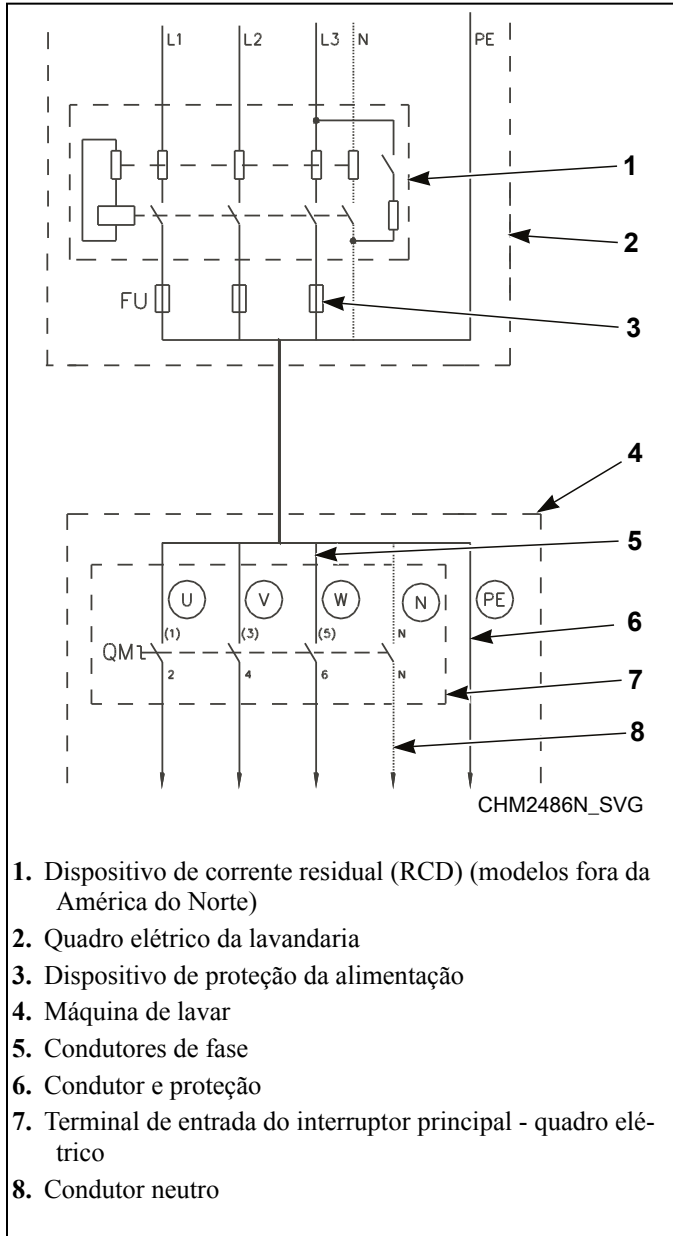 L1 L2 L3 N PE
1
2
FU
3
4
5
U V W N PE
(1) (3) (5) N
6
QM
2 4 6 N
7
8
CHM2486N_SVG
1. Dispositivo de corrente residual (RCD) (modelos fora da
América do Norte)
2. Quadro elétrico da lavandaria
3. Dispositivo de proteção da alimentação
4. Máquina de lavar
5. Condutores de fase
6. Condutor e proteção
7. Terminal de entrada do interruptor principal - quadro elé-
trico
8. Condutor neutro